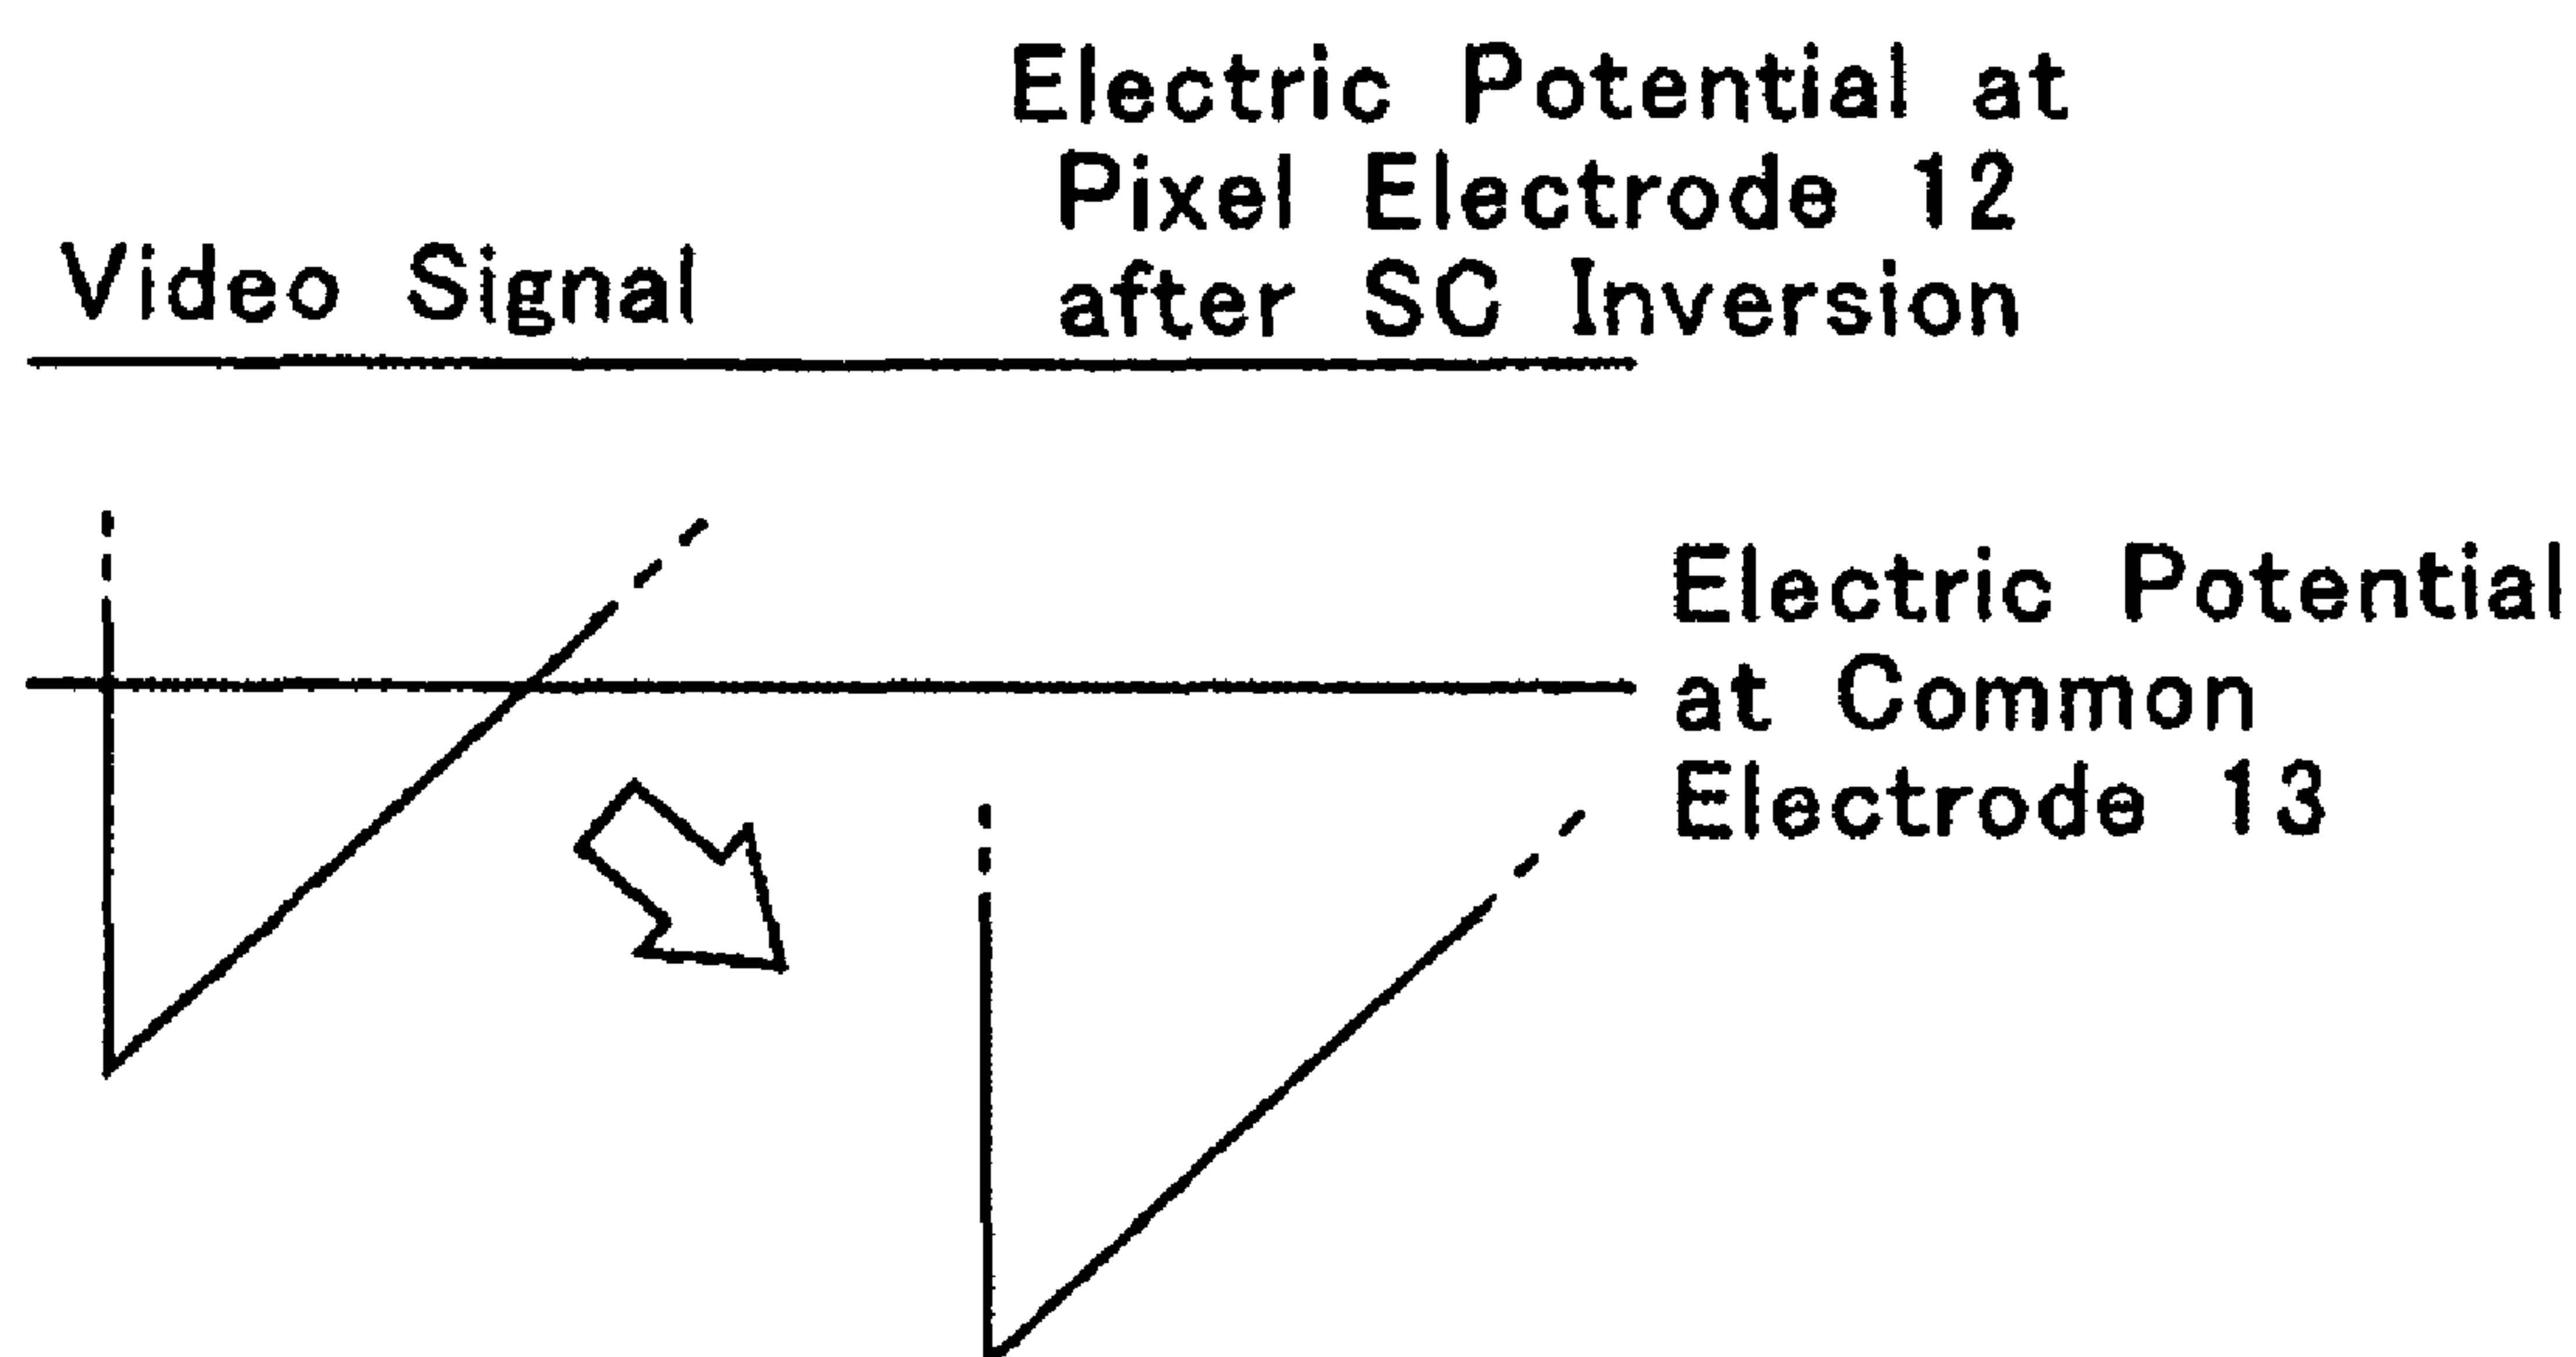 Electric Potential at
Pixel Electrode 12
after SC Inversion
Video Signal
Electric Potential
at Common
Electrode 13